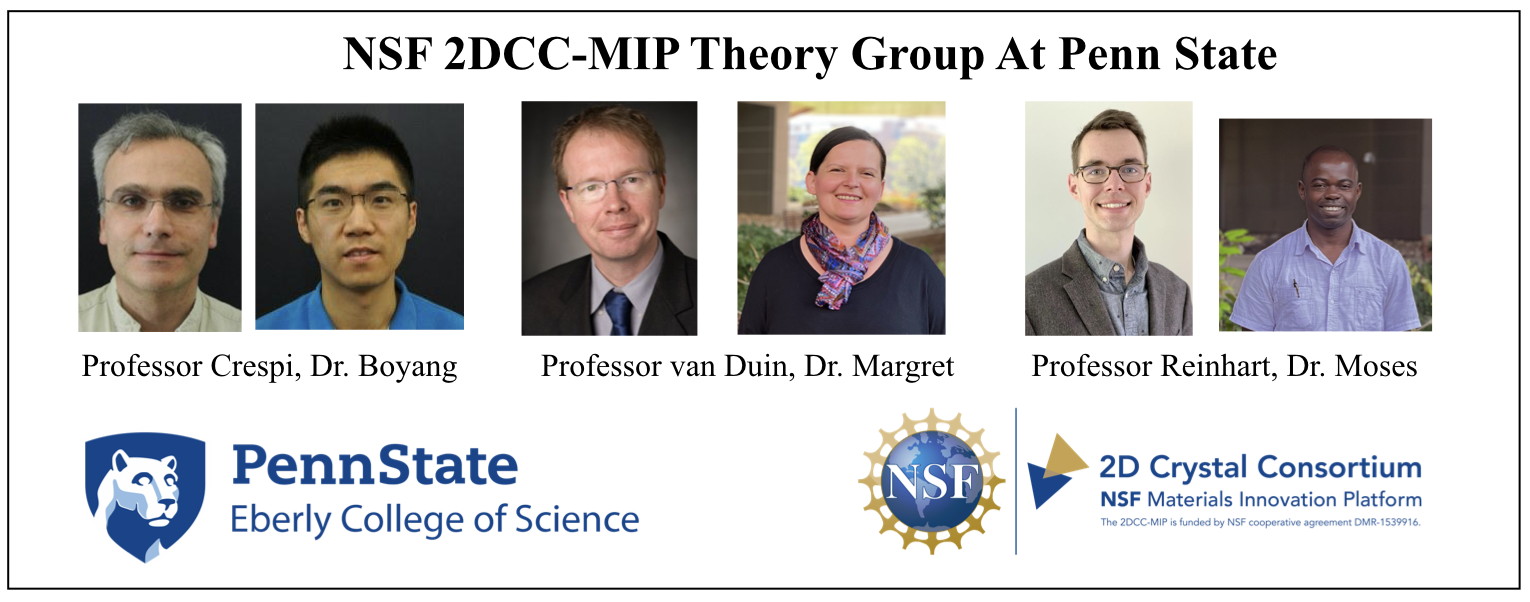 NSF 2DCC-MIP Theory Group At Penn State
Professor Crespi, Dr. Boyang
Professor van Duin, Dr. Margret
Professor Reinhart, Dr. Moses
PennState
Eberly College of Science
NSF
2D Crystal Consortium
NSF Materials Innovation Platform
The 2DCC-MIP is funded by NSF cooperative agreement DMR-1539916.